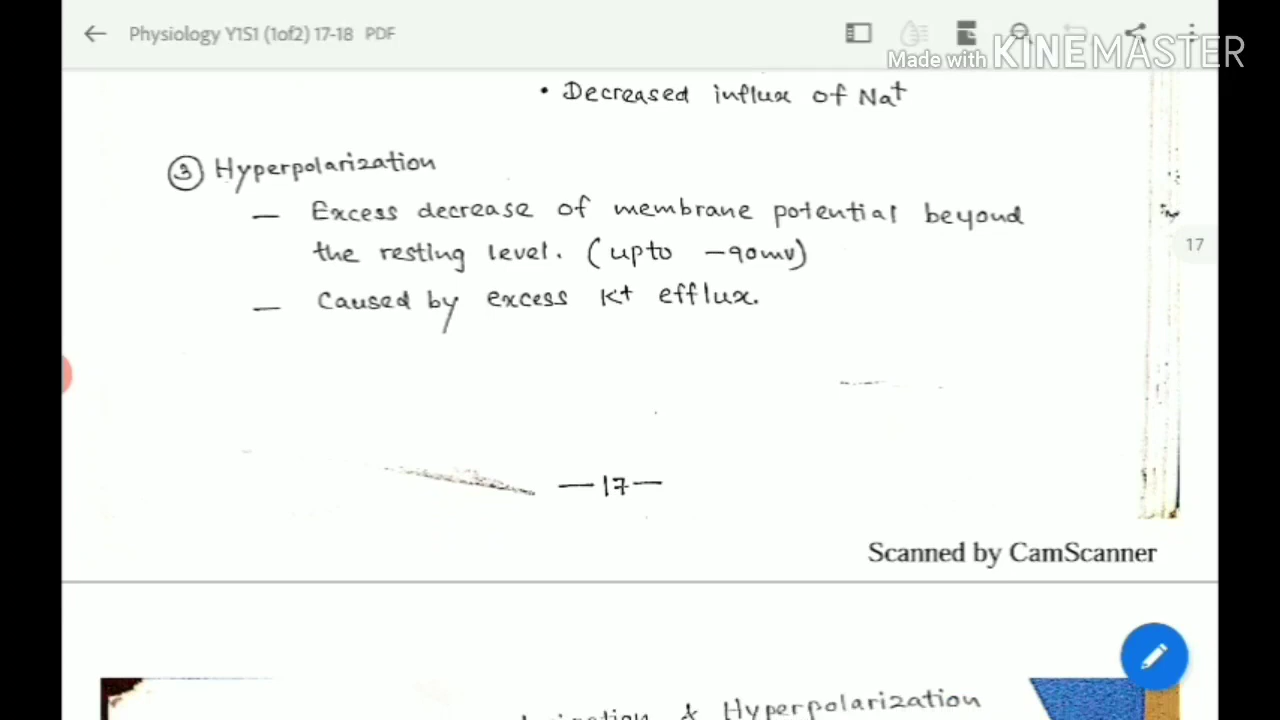 Physiology Y1S1 (1of2) 17-18 PDF
Made with KINEMASTER
• Decreased influx of Na+
③ Hyperpolarization
— Excess decrease of membrane potential beyond
the resting level. (upto -90mv)
17
— Caused by excess K+ efflux.
—17—
Scanned by CamScanner
& Hyperpolarization